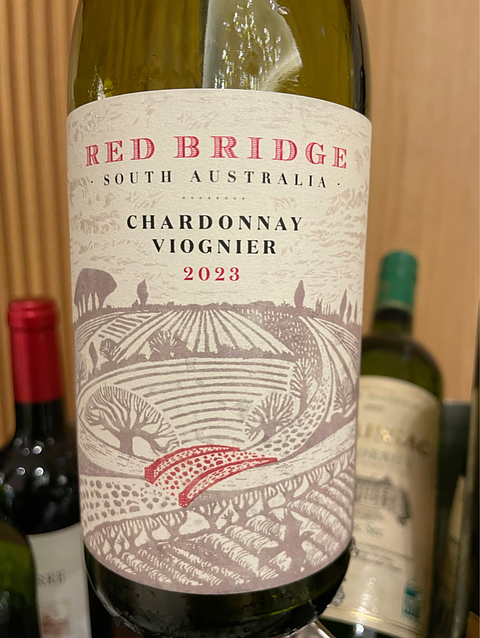 RED BRIDGE
· SOUTH AUSTRALIA ·
CHARDONNAY
VIOGNIER
2023